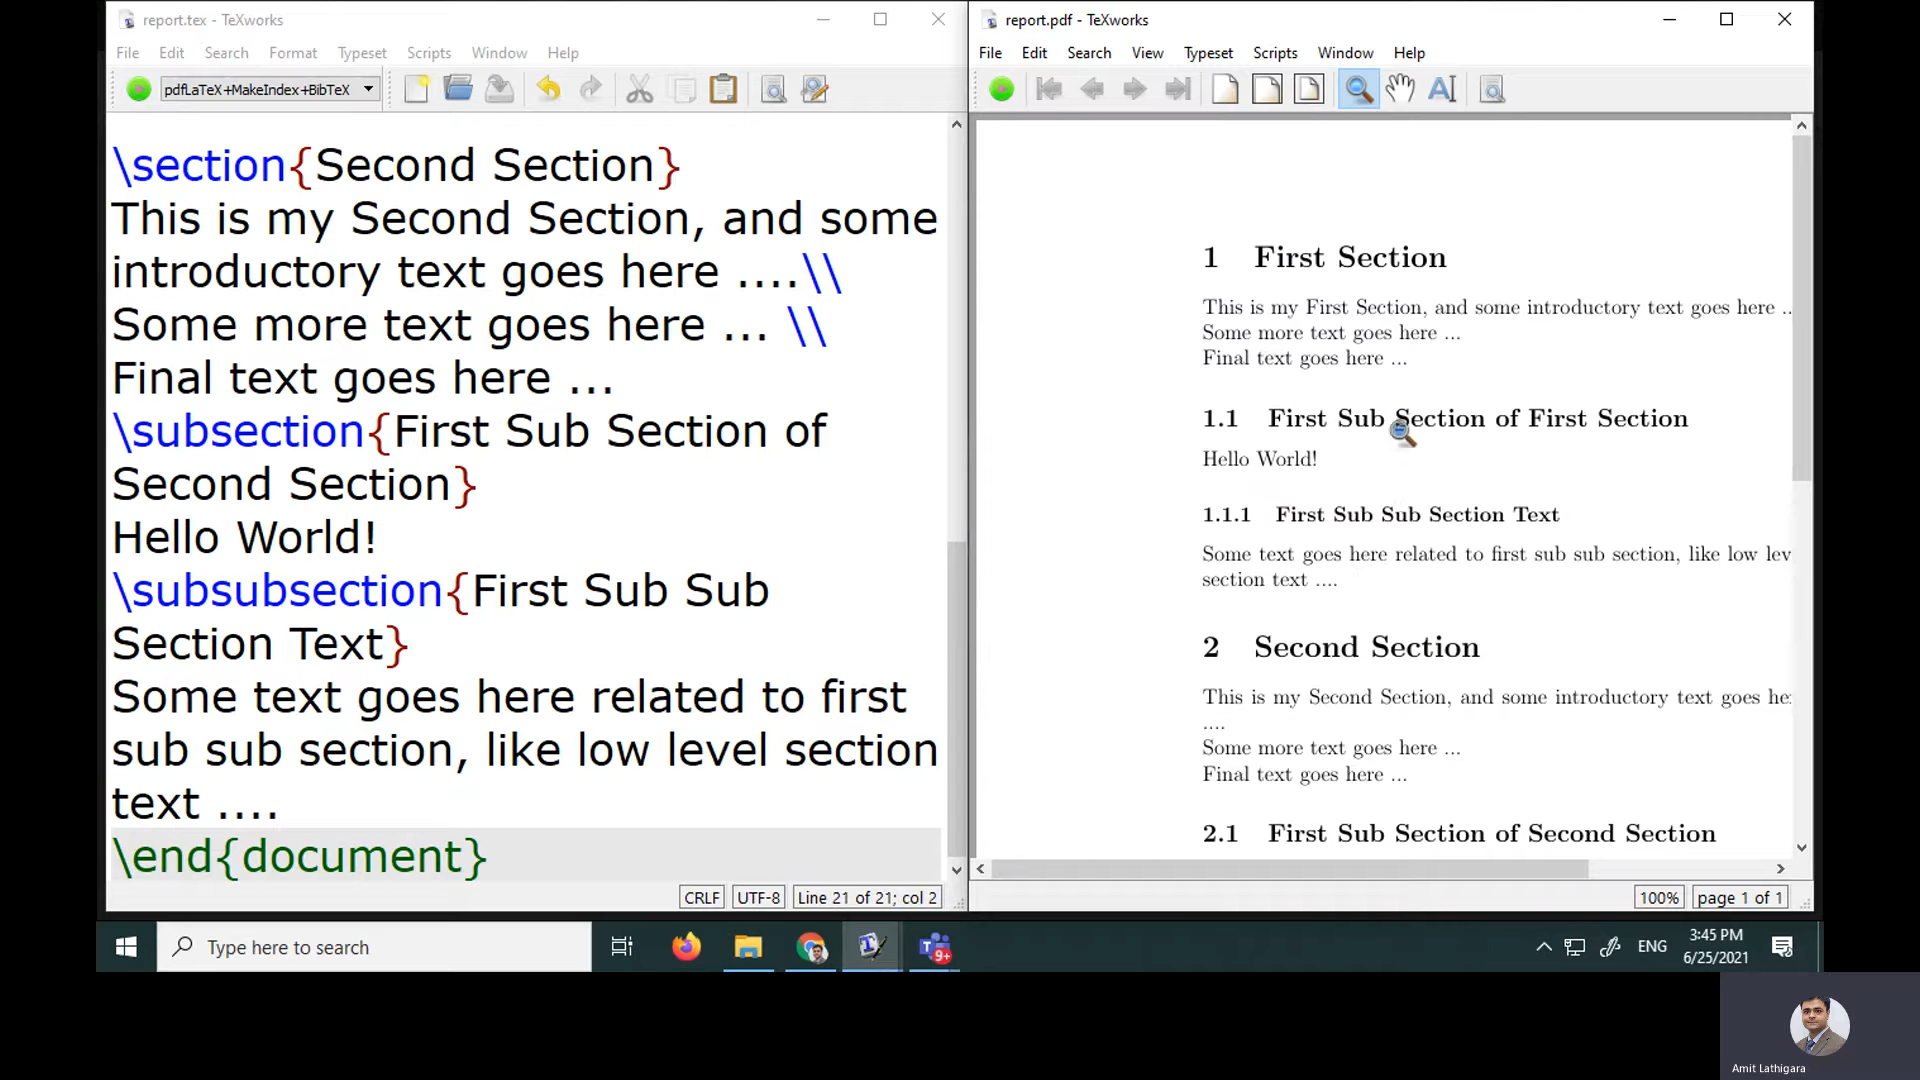 report.tex - TeXworks
File Edit Search Format Typeset Scripts Window Help
pdfLaTeX+MakeIndex+BibTeX
\section{Second Section}
This is my Second Section, and some
introductory text goes here ....\\
Some more text goes here ... \\
Final text goes here ...
\subsection{First Sub Section of
Second Section}
Hello World!
\subsubsection{First Sub Sub
Section Text}
Some text goes here related to first
sub sub section, like low level section
text ....
\end{document}
CRLF UTF-8 Line 21 of 21; col 2
report.pdf - TeXworks
File Edit Search View Typeset Scripts Window Help
1 First Section
This is my First Section, and some introductory text goes here ..
Some more text goes here ...
Final text goes here ...
1.1 First Sub Section of First Section
Hello World!
1.1.1 First Sub Sub Section Text
Some text goes here related to first sub sub section, like low lev
section text ....
2 Second Section
This is my Second Section, and some introductory text goes he
....
Some more text goes here ...
Final text goes here ...
2.1 First Sub Section of Second Section
100% page 1 of 1
Type here to search
9+
ENG
3:45 PM
6/25/2021
Amit Lathigara